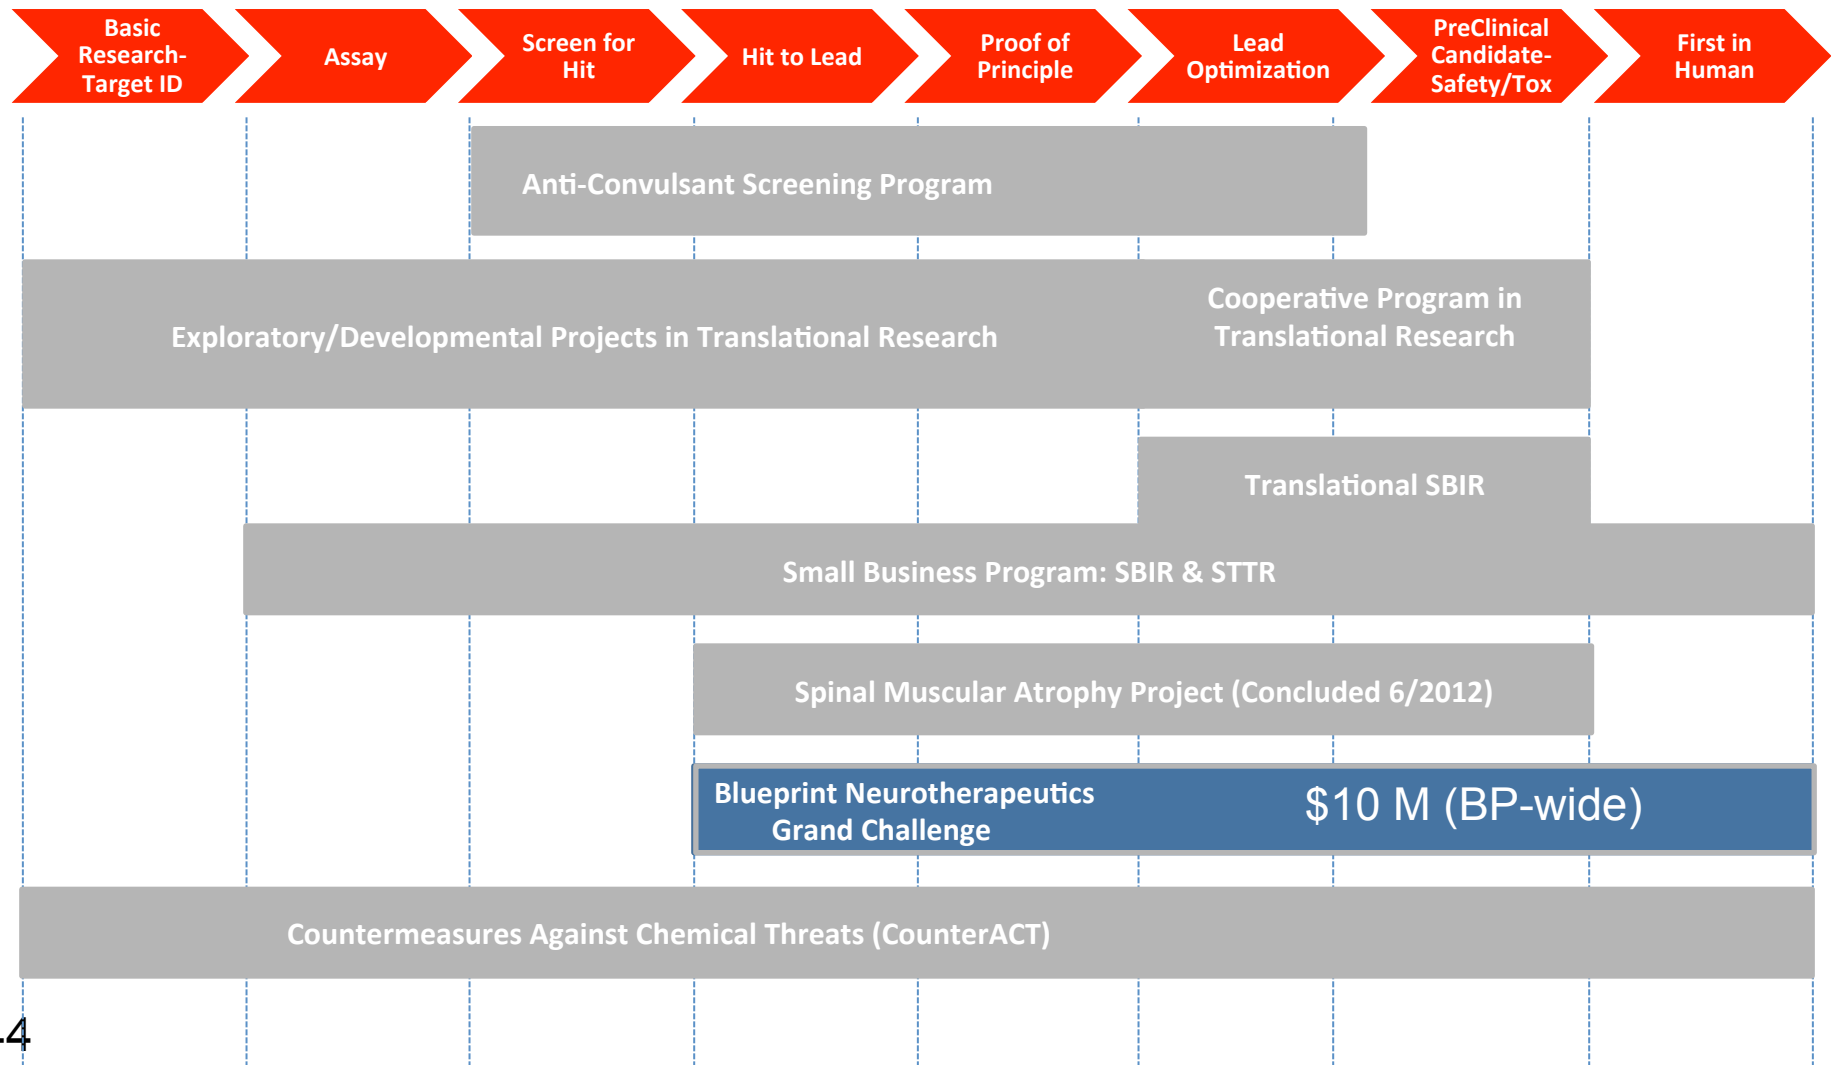 Basic
Research-
Target ID
Assay
Screen for
Hit
Hit to Lead
Proof of
Principle
Lead
Optimization
PreClinical
Candidate-
Safety/Tox
First in
Human
Anti-Convulsant Screening Program
Exploratory/Developmental Projects in Translational Research
Cooperative Program in
Translational Research
Translational SBIR
Small Business Program: SBIR & STTR
Spinal Muscular Atrophy Project (Concluded 6/2012)
Blueprint Neurotherapeutics
Grand Challenge
$10 M (BP-wide)
Countermeasures Against Chemical Threats (CounterACT)
4